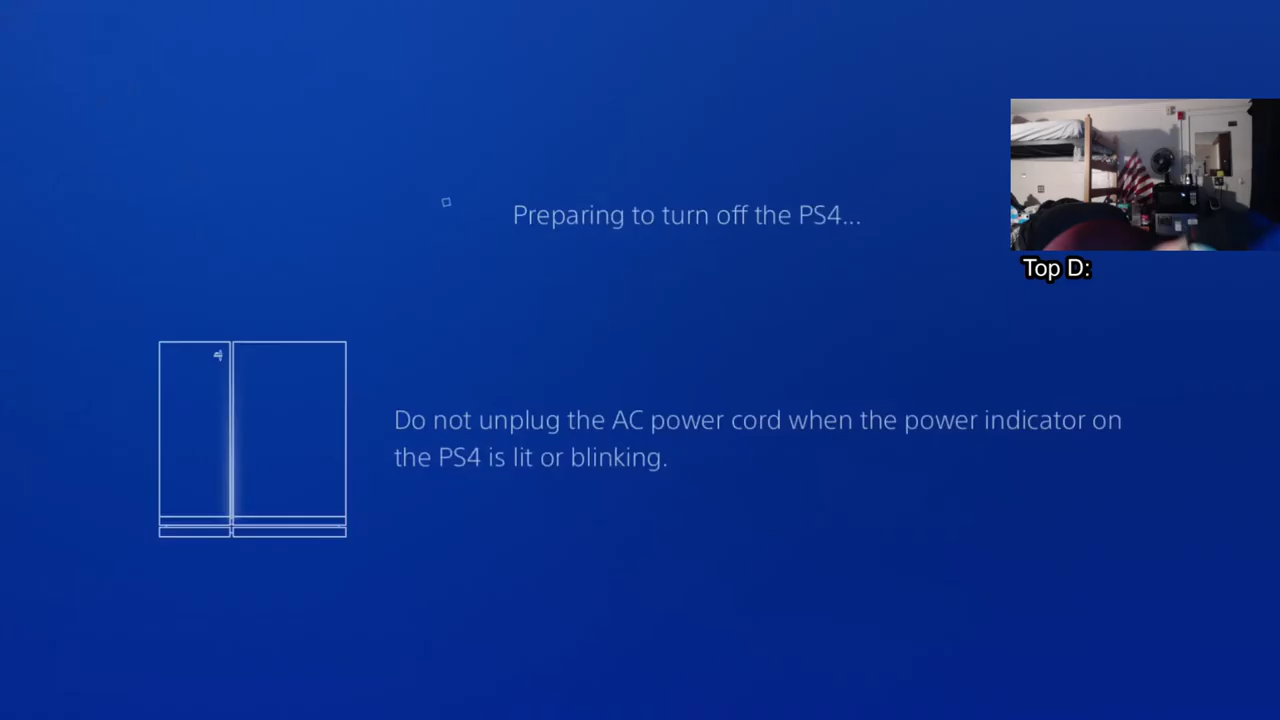 Preparing to turn off the PS4...
Top D:
Do not unplug the AC power cord when the power indicator on
the PS4 is lit or blinking.